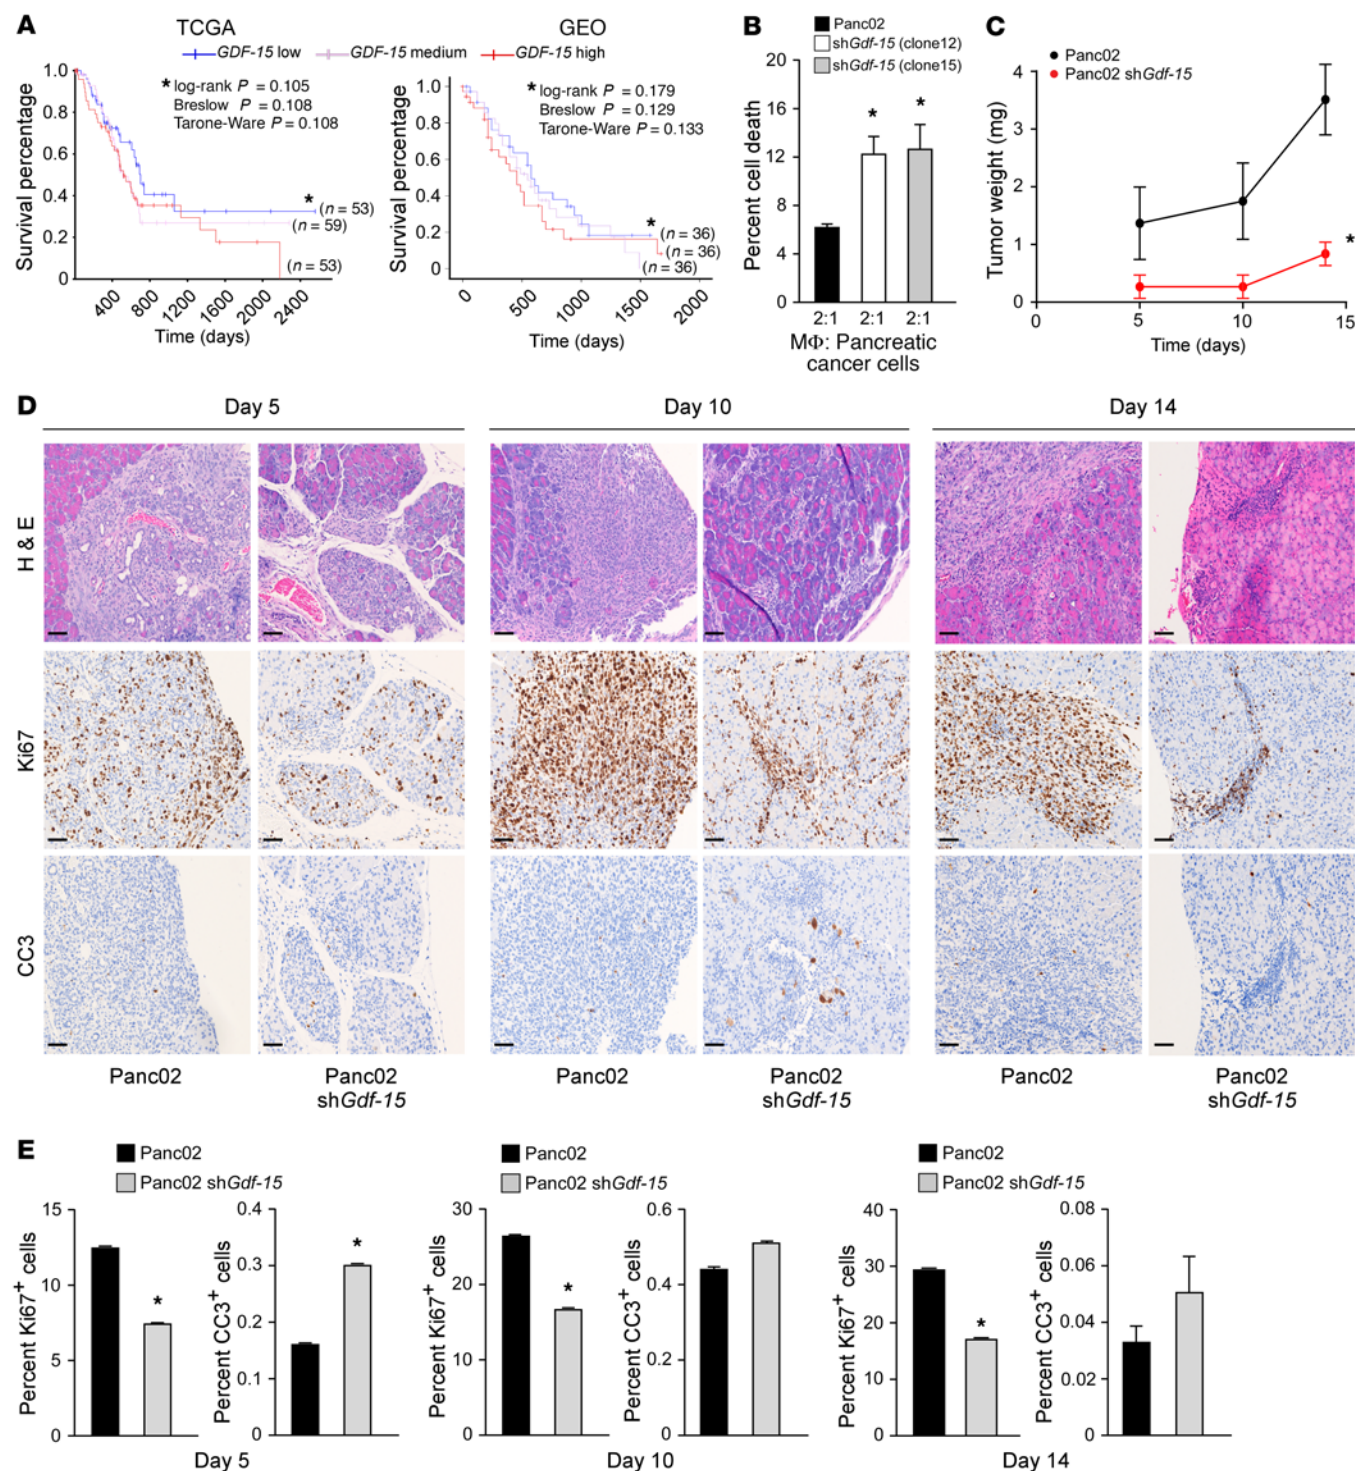 A
TCGA
GEO
GDF-15 low
GDF-15 medium
GDF-15 high
Survival percentage
1.0
0.8
0.6
0.4
0.2
0
* log-rank P = 0.105
Breslow P = 0.108
Tarone-Ware P = 0.108
*
(n = 53)
(n = 59)
(n = 53)
400
800
1200
1600
2000
2400
Time (days)
Survival percentage
1.0
0.8
0.6
0.4
0.2
0
* log-rank P = 0.179
Breslow P = 0.129
Tarone-Ware P = 0.133
*
(n = 36)
(n = 36)
(n = 36)
0
500
1000
1500
2000
Time (days)
B
Panc02
shGdf-15 (clone12)
shGdf-15 (clone15)
Percent cell death
20
16
12
8
4
0
*
*
2:1 2:1 2:1
MΦ: Pancreatic
cancer cells
C
Panc02
Panc02 shGdf-15
Tumor weight (mg)
4
3
2
1
0
*
0 5 10 15
Time (days)
D
Day 5
Day 10
Day 14
H & E
Ki67
CC3
Panc02
Panc02
shGdf-15
Panc02
Panc02
shGdf-15
Panc02
Panc02
shGdf-15
E
Panc02
Panc02 shGdf-15
Percent Ki67+ cells
15
10
5
0
*
Percent CC3+ cells
0.4
0.3
0.2
0.1
0
*
Day 5
Panc02
Panc02 shGdf-15
Percent Ki67+ cells
30
20
10
0
*
Percent CC3+ cells
0.6
0.4
0.2
0
Day 10
Panc02
Panc02 shGdf-15
Percent Ki67+ cells
40
30
20
10
0
*
Percent CC3+ cells
0.08
0.06
0.04
0.02
0
Day 14